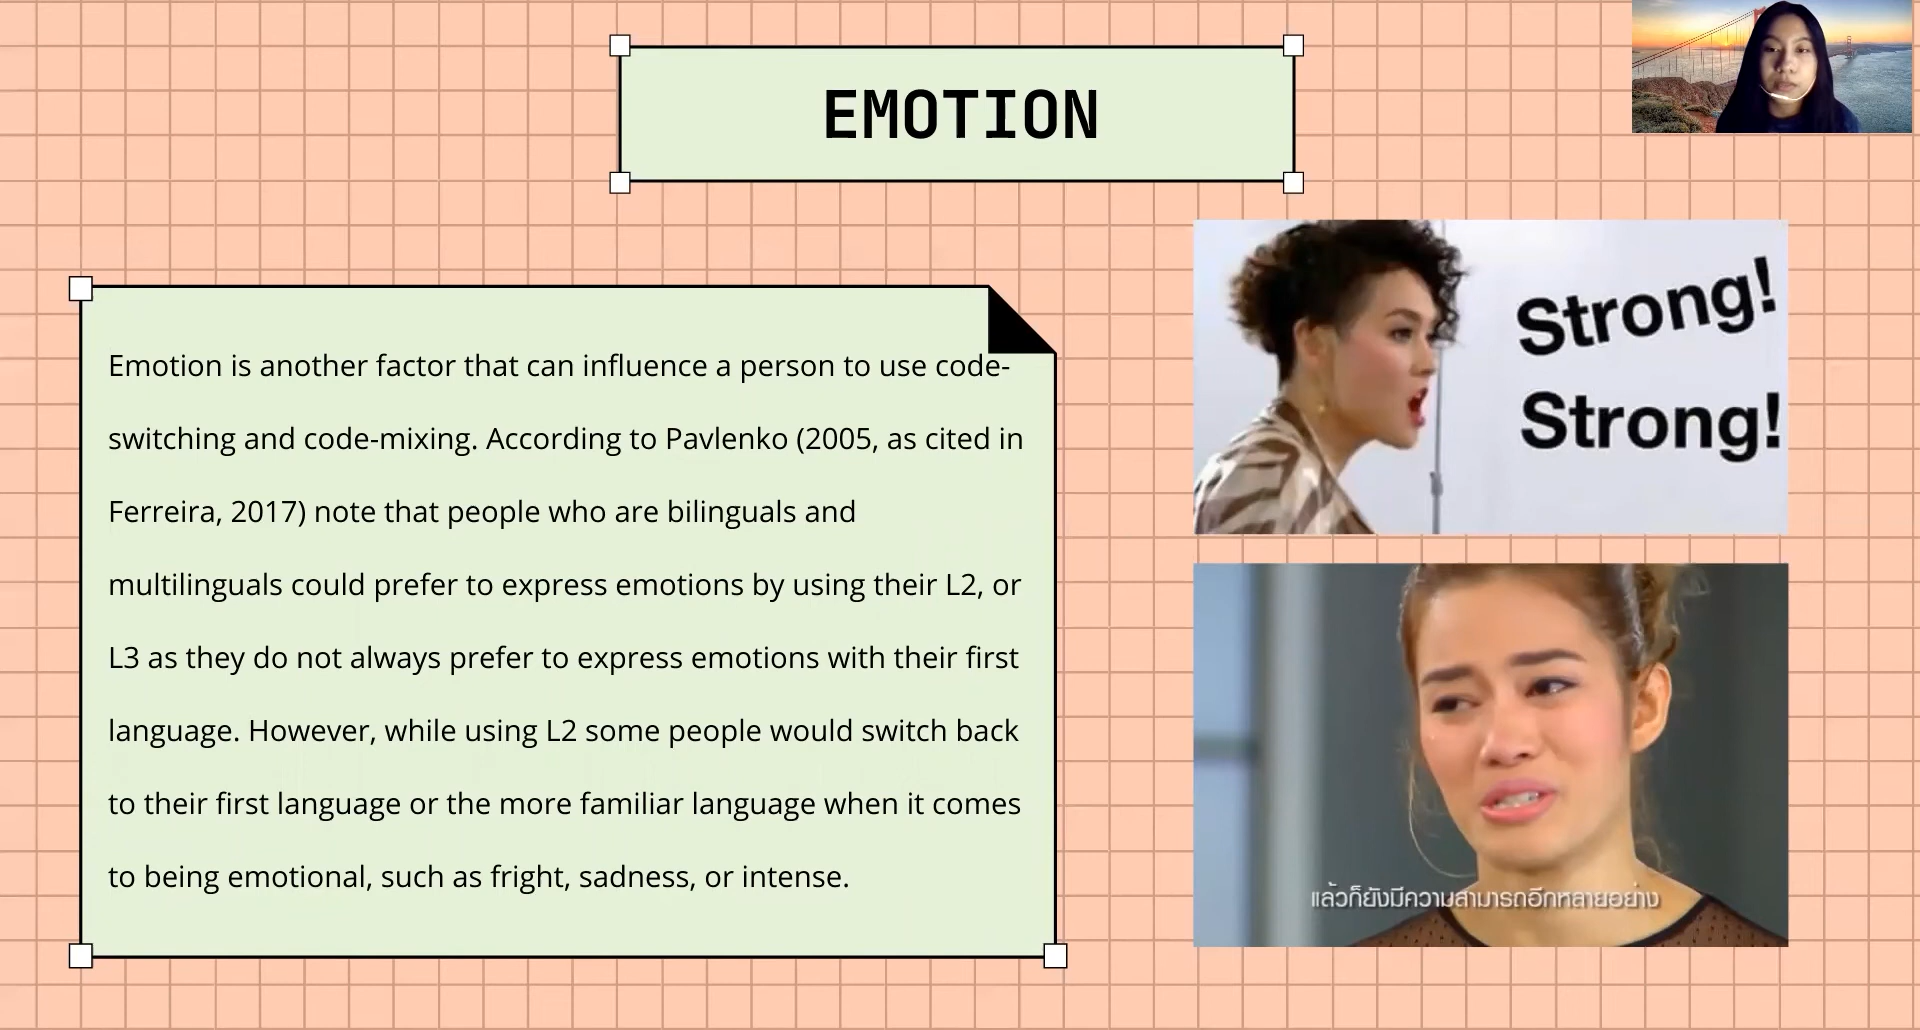 EMOTION
Emotion is another factor that can influence a person to use code-
switching and code-mixing. According to Pavlenko (2005, as cited in
Ferreira, 2017) note that people who are bilinguals and
multilinguals could prefer to express emotions by using their L2, or
L3 as they do not always prefer to express emotions with their first
language. However, while using L2 some people would switch back
to their first language or the more familiar language when it comes
to being emotional, such as fright, sadness, or intense.
Strong!
Strong!
แล้วก็ยังมีความสามารถอีกหลายอย่าง